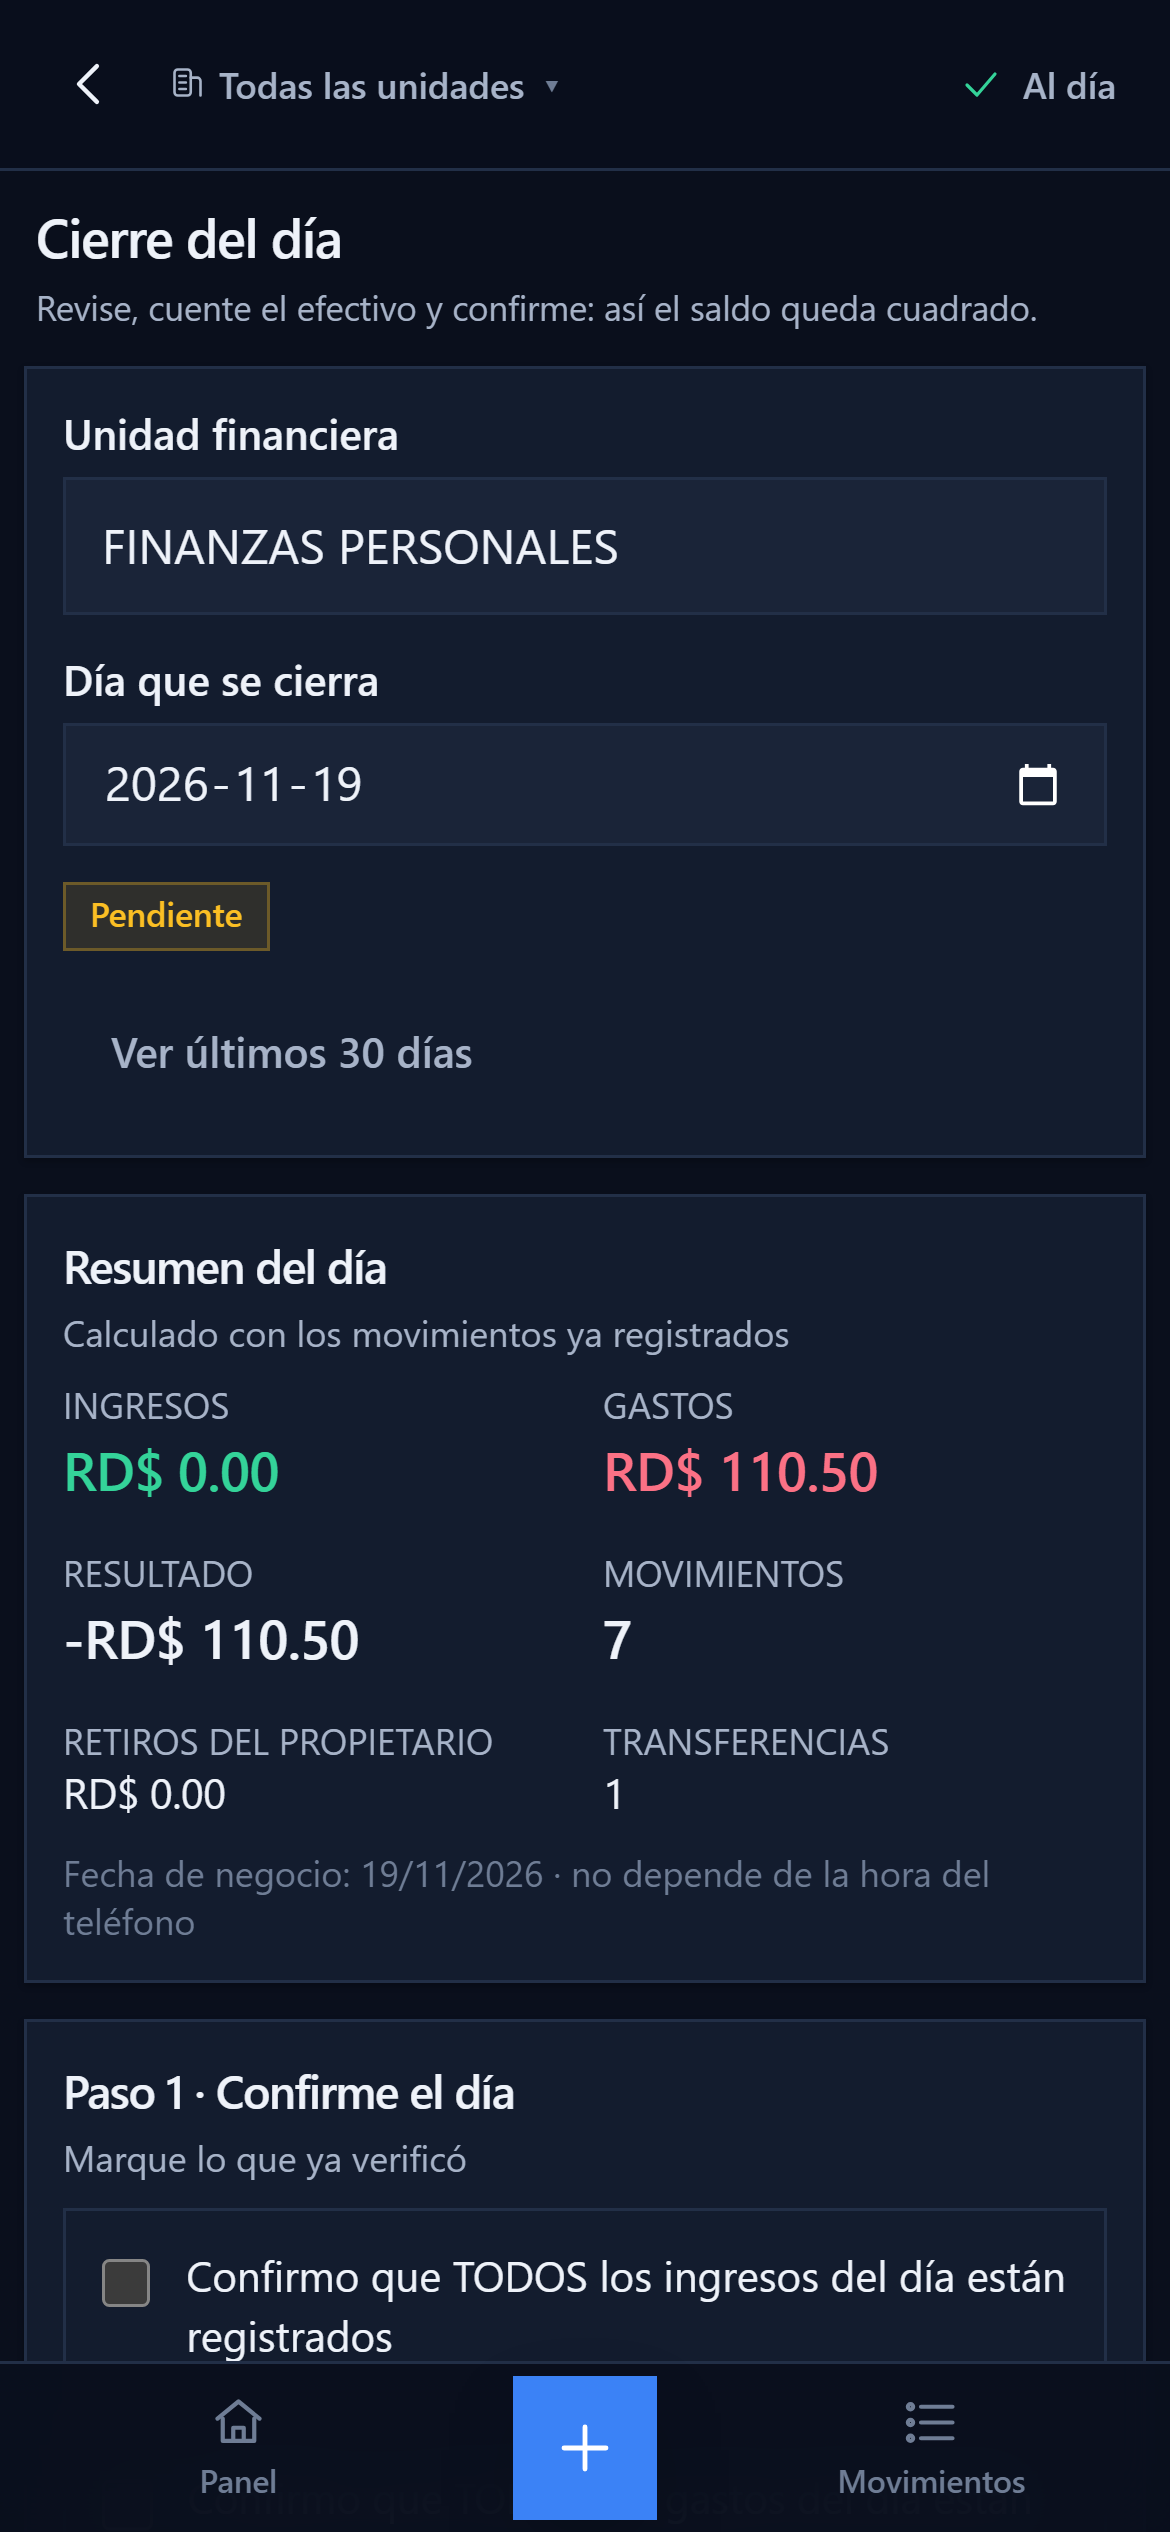 Todas las unidades
Al día
Cierre del día
Revise, cuente el efectivo y confirme: así el saldo queda cuadrado.
Unidad financiera
FINANZAS PERSONALES
Día que se cierra
2026-11-19
Pendiente
Ver últimos 30 días
Resumen del día
Calculado con los movimientos ya registrados
INGRESOS
GASTOS
RD$ 0.00
RD$ 110.50
RESULTADO
MOVIMIENTOS
-RD$ 110.50
7
RETIROS DEL PROPIETARIO
TRANSFERENCIAS
RD$ 0.00
1
Fecha de negocio: 19/11/2026 · no depende de la hora del
teléfono
Paso 1 · Confirme el día
Marque lo que ya verificó
Confirmo que TODOS los ingresos del día están
registrados
Panel
Movimientos